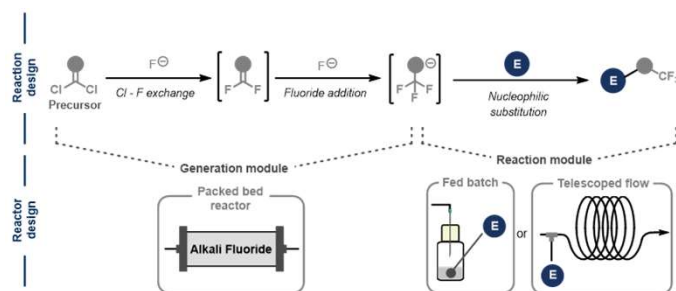 Reaction
design
F⊖
F⊖
E
Cl Cl
F F
F F
F
⊖
E
CF₃
Precursor
Cl - F exchange
Fluoride addition
Nucleophilic
substitution
Reactor
design
Generation module
Reaction module
Packed bed
reactor
Alkali Fluoride
Fed batch
E
or
Telescoped flow
E